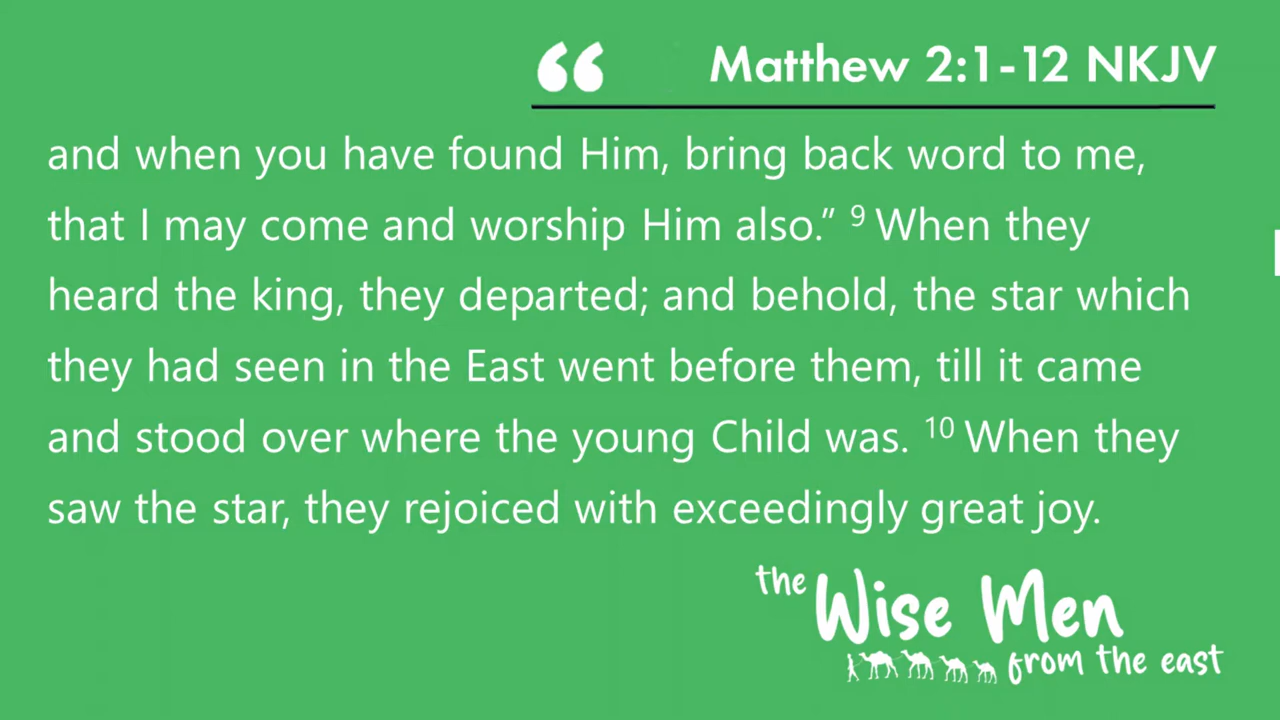 “ Matthew 2:1-12 NKJV
and when you have found Him, bring back word to me,
that I may come and worship Him also.” 9 When they
heard the king, they departed; and behold, the star which
they had seen in the East went before them, till it came
and stood over where the young Child was. 10 When they
saw the star, they rejoiced with exceedingly great joy.
the Wise Men
from the east